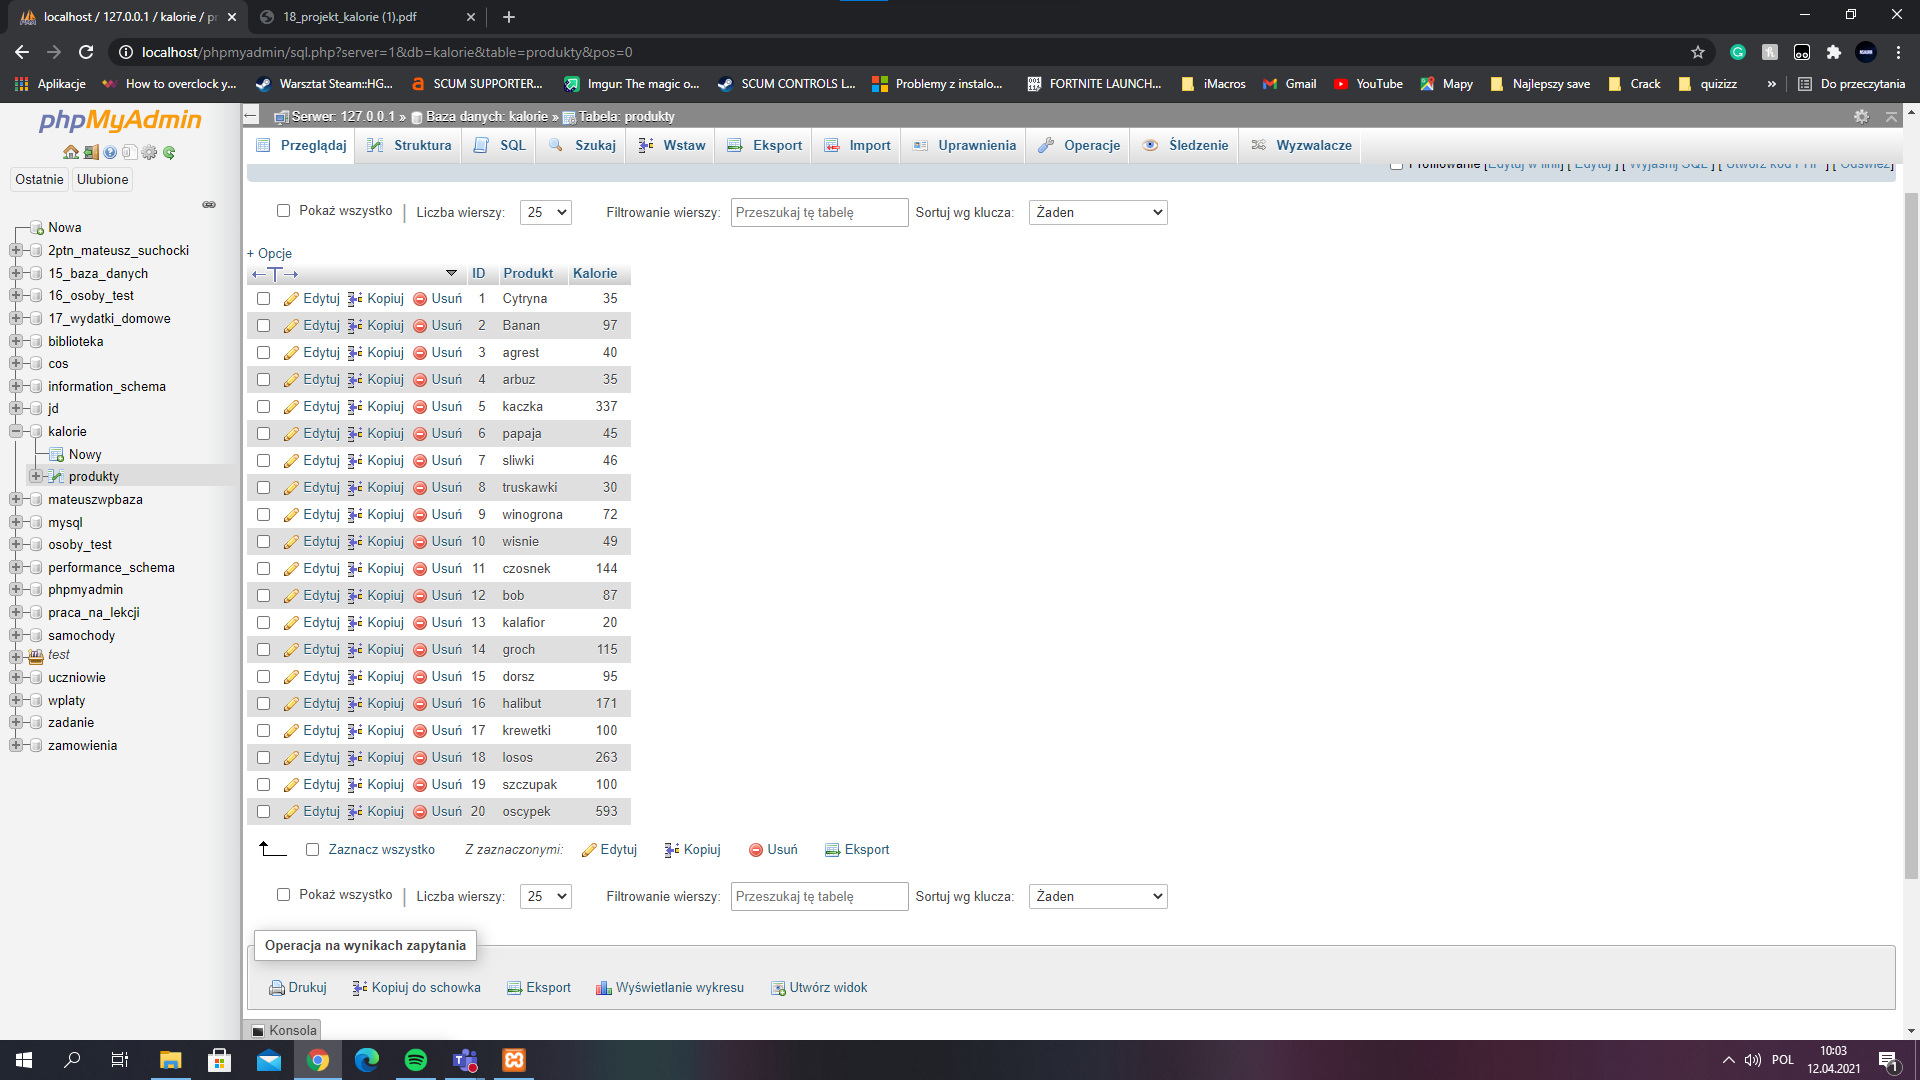 localhost / 127.0.0.1 / kalorie / pr
18_projekt_kalorie (1).pdf
localhost/phpmyadmin/sql.php?server=1&db=kalorie&table=produkty&pos=0
Aplikacje
How to overclock y...
Warsztat Steam::HG...
SCUM SUPPORTER...
Imgur: The magic o...
SCUM CONTROLS L...
Problemy z instalo...
FORTNITE LAUNCH...
iMacros
Gmail
YouTube
Mapy
Najlepszy save
Crack
quizizz
»
Do przeczytania
phpMyAdmin
Ostatnie
Ulubione
Nowa
2ptn_mateusz_suchocki
15_baza_danych
16_osoby_test
17_wydatki_domowe
biblioteka
cos
information_schema
jd
kalorie
Nowy
produkty
mateuszwpbaza
mysql
osoby_test
performance_schema
phpmyadmin
praca_na_lekcji
samochody
test
uczniowie
wplaty
zadanie
zamowienia
Serwer: 127.0.0.1 » Baza danych: kalorie » Tabela: produkty
Przeglądaj
Struktura
SQL
Szukaj
Wstaw
Eksport
Import
Uprawnienia
Operacje
Śledzenie
Wyzwalacze
Profilowanie [Edytuj w linii] [ Edytuj ] [ Wyjaśnij SQL ] [ Utwórz kod PHP ] [ Odśwież]
Pokaż wszystko | Liczba wierszy: 25 Filtrowanie wierszy: Przeszukaj tę tabelę Sortuj wg klucza: Żaden
+ Opcje
ID Produkt Kalorie
Edytuj Kopiuj Usuń 1 Cytryna 35
Edytuj Kopiuj Usuń 2 Banan 97
Edytuj Kopiuj Usuń 3 agrest 40
Edytuj Kopiuj Usuń 4 arbuz 35
Edytuj Kopiuj Usuń 5 kaczka 337
Edytuj Kopiuj Usuń 6 papaja 45
Edytuj Kopiuj Usuń 7 sliwki 46
Edytuj Kopiuj Usuń 8 truskawki 30
Edytuj Kopiuj Usuń 9 winogrona 72
Edytuj Kopiuj Usuń 10 wisnie 49
Edytuj Kopiuj Usuń 11 czosnek 144
Edytuj Kopiuj Usuń 12 bob 87
Edytuj Kopiuj Usuń 13 kalafior 20
Edytuj Kopiuj Usuń 14 groch 115
Edytuj Kopiuj Usuń 15 dorsz 95
Edytuj Kopiuj Usuń 16 halibut 171
Edytuj Kopiuj Usuń 17 krewetki 100
Edytuj Kopiuj Usuń 18 losos 263
Edytuj Kopiuj Usuń 19 szczupak 100
Edytuj Kopiuj Usuń 20 oscypek 593
Zaznacz wszystko Z zaznaczonymi: Edytuj Kopiuj Usuń Eksport
Pokaż wszystko | Liczba wierszy: 25 Filtrowanie wierszy: Przeszukaj tę tabelę Sortuj wg klucza: Żaden
Operacja na wynikach zapytania
Drukuj Kopiuj do schowka Eksport Wyświetlanie wykresu Utwórz widok
Konsola
POL
10:03
12.04.2021
1